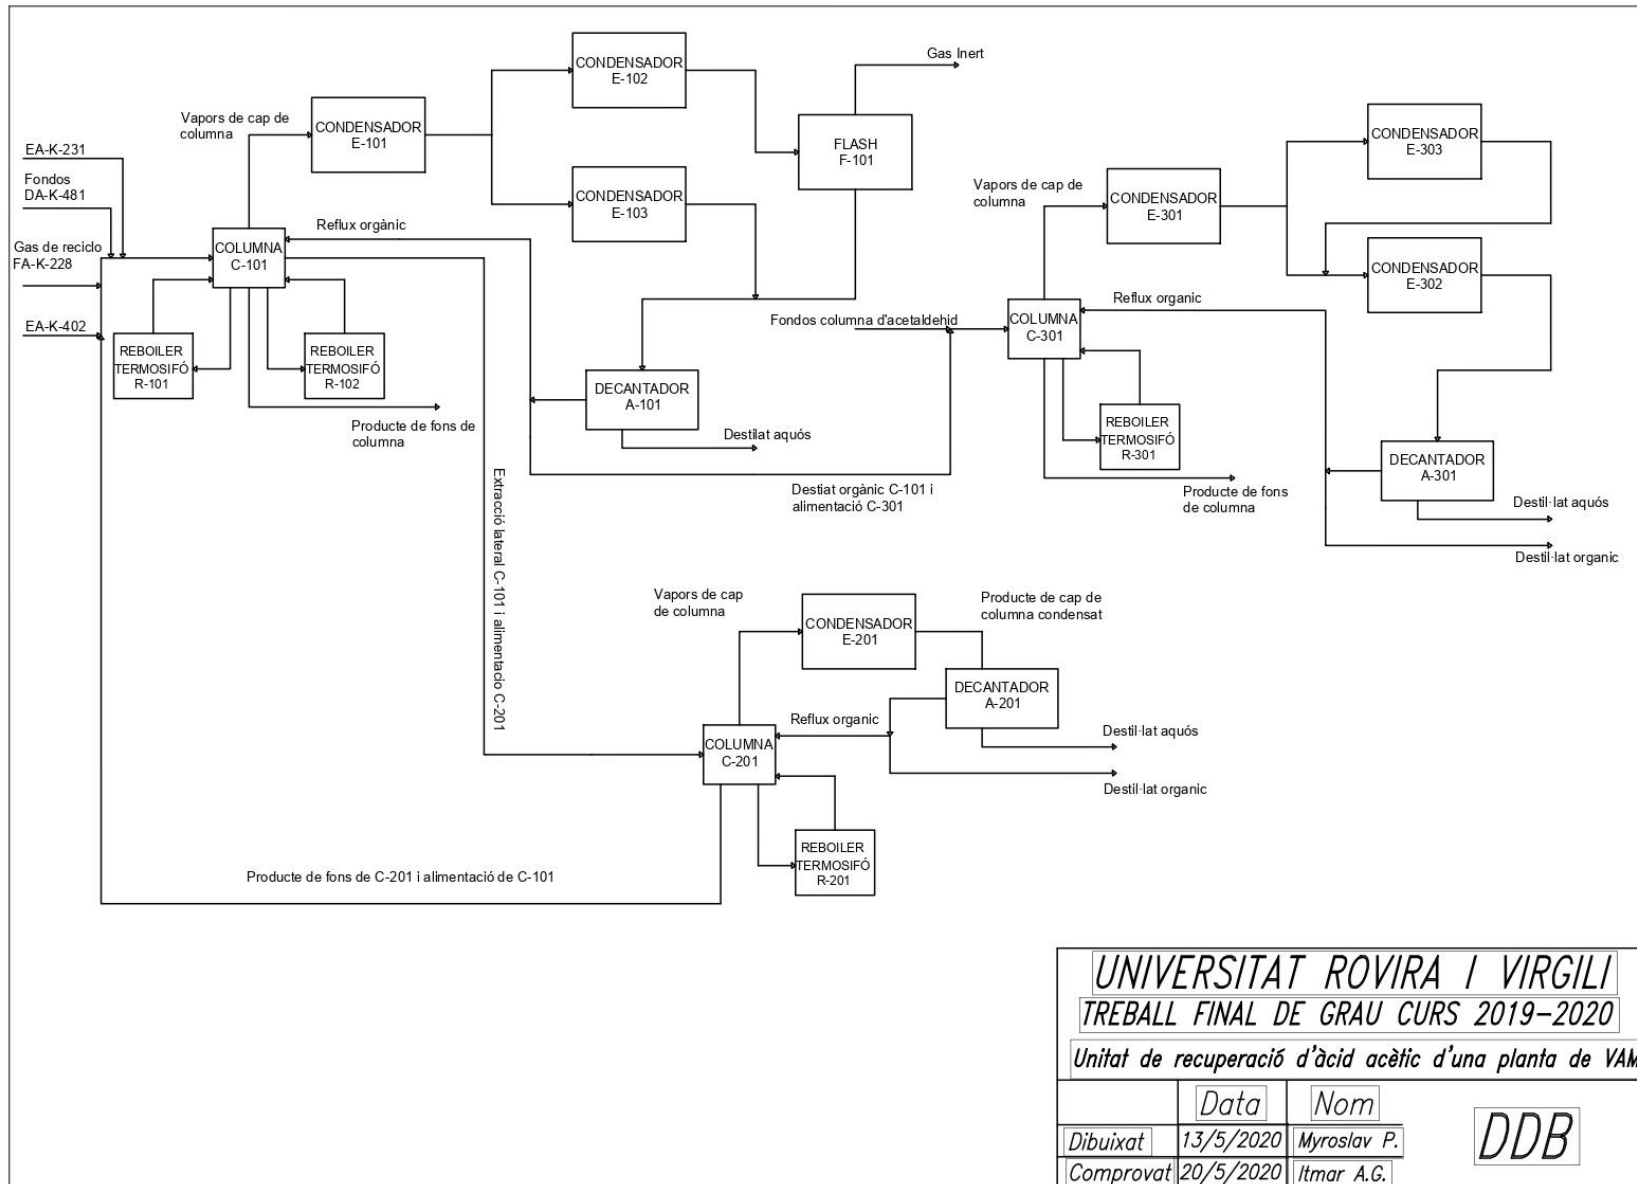 CONDENSADOR
E-102
Gas Inert
Vapors de cap de
columna
CONDENSADOR
E-101
FLASH
F-101
CONDENSADOR
E-303
EA-K-231
Fondos
DA-K-481
CONDENSADOR
E-103
Vapors de cap de
columna
CONDENSADOR
E-301
Reflux orgànic
Gas de reciclo
FA-K-228
COLUMNA
C-101
CONDENSADOR
E-302
Reflux organic
EA-K-402
Fondos columna d'acetaldehid
COLUMNA
C-301
REBOILER
TERMOSIFÓ
R-101
REBOILER
TERMOSIFÓ
R-102
DECANTADOR
A-101
Producte de fons de
columna
Destilat aquós
REBOILER
TERMOSIFÓ
R-301
DECANTADOR
A-301
Destiat orgànic C-101 i
alimentació C-301
Producte de fons
de columna
Destil·lat aquós
Destil·lat organic
Extracció lateral C-101 i alimentacio C-201
Vapors de cap
de columna
CONDENSADOR
E-201
Producte de cap de
columna condensat
DECANTADOR
A-201
Reflux organic
Destil·lat aquós
COLUMNA
C-201
Destil·lat organic
REBOILER
TERMOSIFÓ
R-201
Producte de fons de C-201 i alimentació de C-101
UNIVERSITAT ROVIRA I VIRGILI
TREBALL FINAL DE GRAU CURS 2019-2020
Unitat de recuperació d'àcid acètic d'una planta de VAM
Data Nom
Dibuixat 13/5/2020 Myroslav P.
DDB
Comprovat 20/5/2020 Itmar A.G.